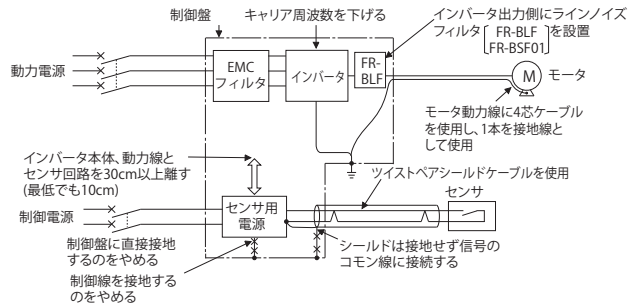 制御盤
キャリア周波数を下げる
インバータ出力側にラインノイズ
フィルタ[FR-BLF
FR-BSF01]を設置
動力電源
EMC
フィルタ
インバータ
FR-
BLF
M
モータ
モータ動力線に4芯ケーブル
を使用し、1本を接地線と
して使用
インバータ本体、動力線と
センサ回路を30cm以上離す
(最低でも10cm)
ツイストペアシールドケーブルを使用
センサ
制御電源
センサ用
電源
制御盤に直接接地
するのをやめる
シールドは接地せず信号の
コモン線に接続する
制御線を接地する
のをやめる